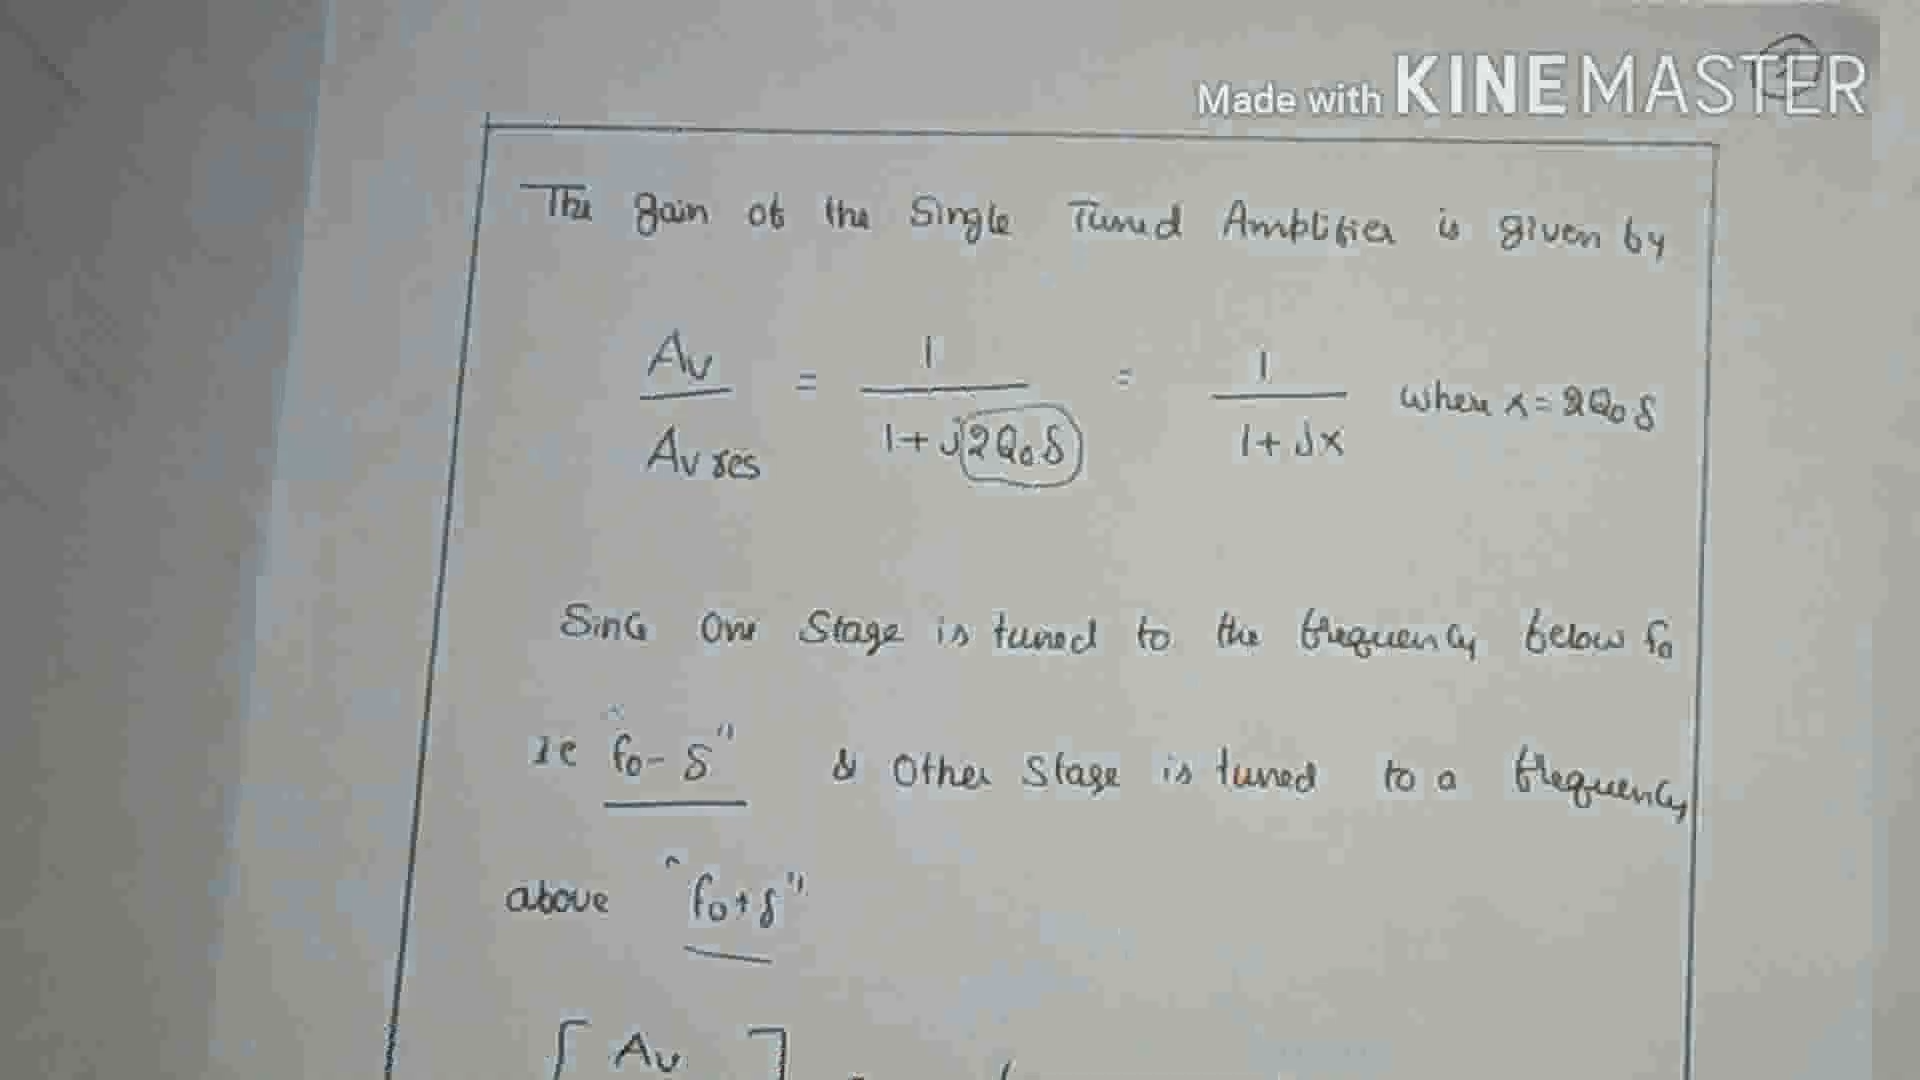 Made with KINEMASTER
The gain of the Single Tuned Amplifier is given by
Av / Av res = 1 / 1+j2Q₀δ = 1 / 1+jx where x = 2Q₀δ
Since One Stage is tuned to the frequency below f₀
ie "f₀-δ" & Other Stage is tuned to a frequency
above "f₀+δ"
[Av]